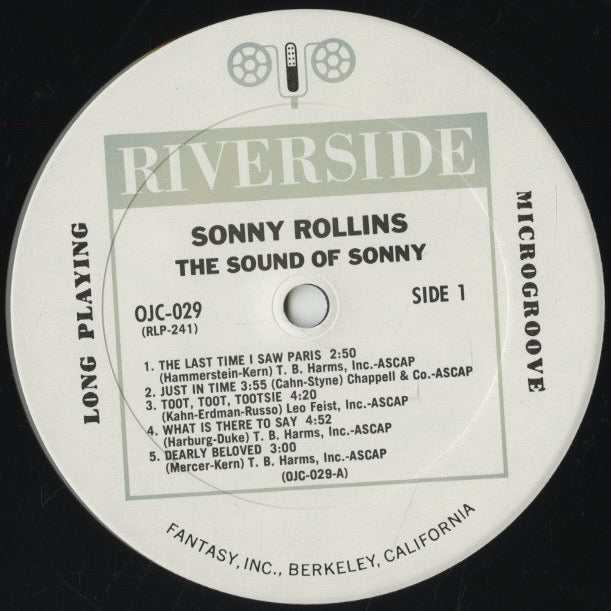 RIVERSIDE
SONNY ROLLINS
THE SOUND OF SONNY
OJC-029
(RLP-241)
SIDE 1
LONG PLAYING
MICROGROOVE
1. THE LAST TIME I SAW PARIS 2:50
(Hammerstein-Kern) T. B. Harms, Inc.-ASCAP
2. JUST IN TIME 3:55 (Cahn-Styne) Chappell & Co.-ASCAP
3. TOOT, TOOT, TOOTSIE 4:20
(Kahn-Erdman-Russo) Leo Feist, Inc.-ASCAP
4. WHAT IS THERE TO SAY 4:52
(Harburg-Duke) T. B. Harms, Inc.-ASCAP
5. DEARLY BELOVED 3:00
(Mercer-Kern) T. B. Harms, Inc.-ASCAP
(OJC-029-A)
FANTASY, INC., BERKELEY, CALIFORNIA